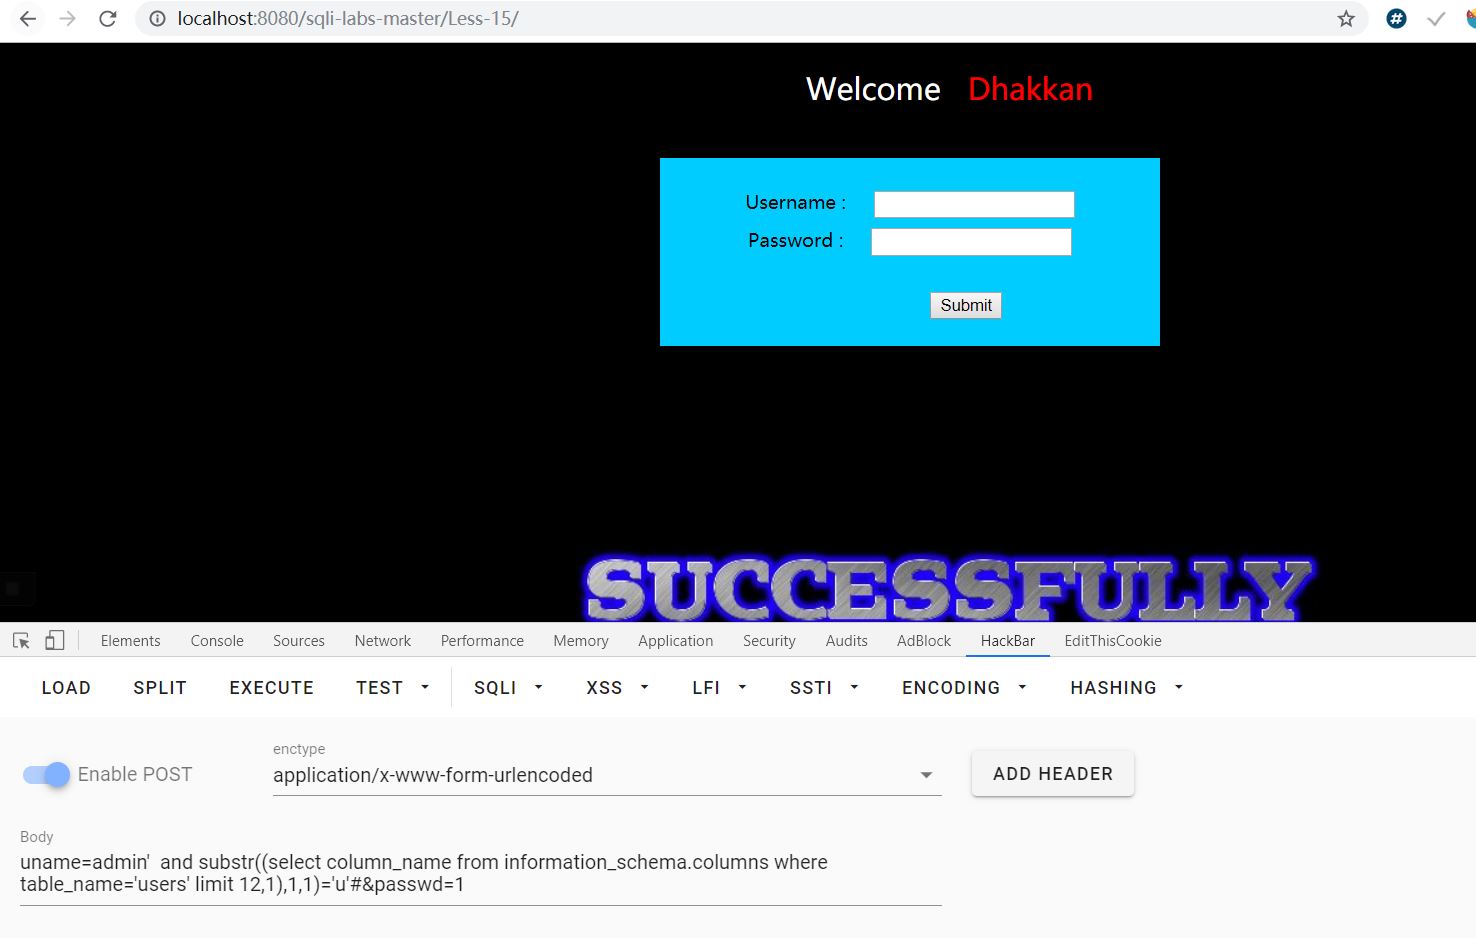 localhost:8080/sqli-labs-master/Less-15/
Welcome Dhakkan
Username :
Password :
Submit
SUCCESSFULLY
Elements Console Sources Network Performance Memory Application Security Audits AdBlock HackBar EditThisCookie
LOAD SPLIT EXECUTE TEST SQLI XSS LFI SSTI ENCODING HASHING
enctype
Enable POST application/x-www-form-urlencoded ADD HEADER
Body
uname=admin'  and substr((select column_name from information_schema.columns where
table_name='users' limit 12,1),1,1)='u'#&passwd=1